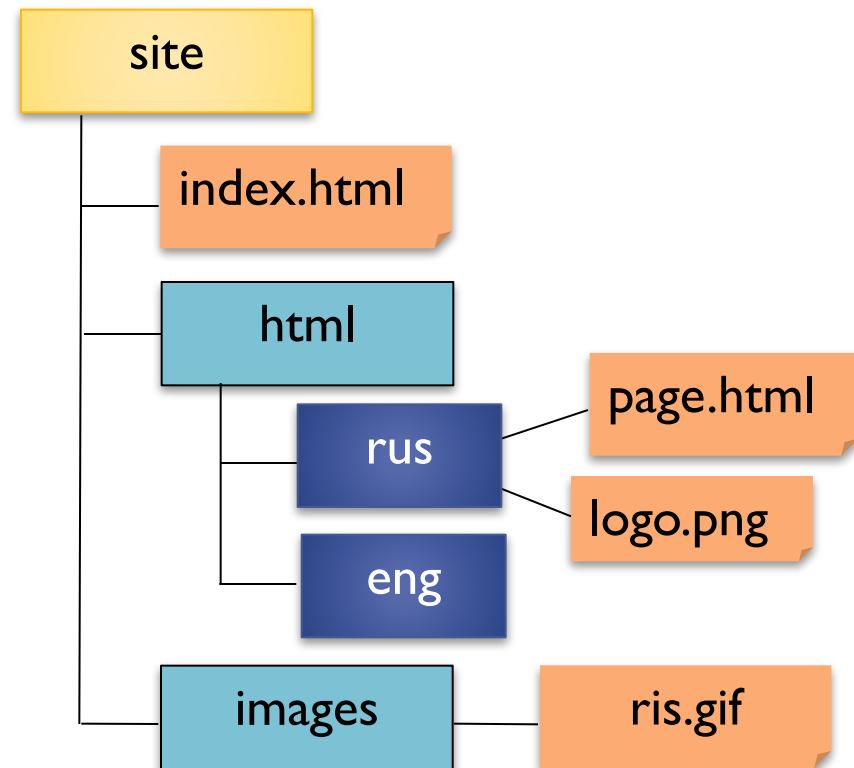 site
index.html
html
page.html
rus
logo.png
eng
images
ris.gif